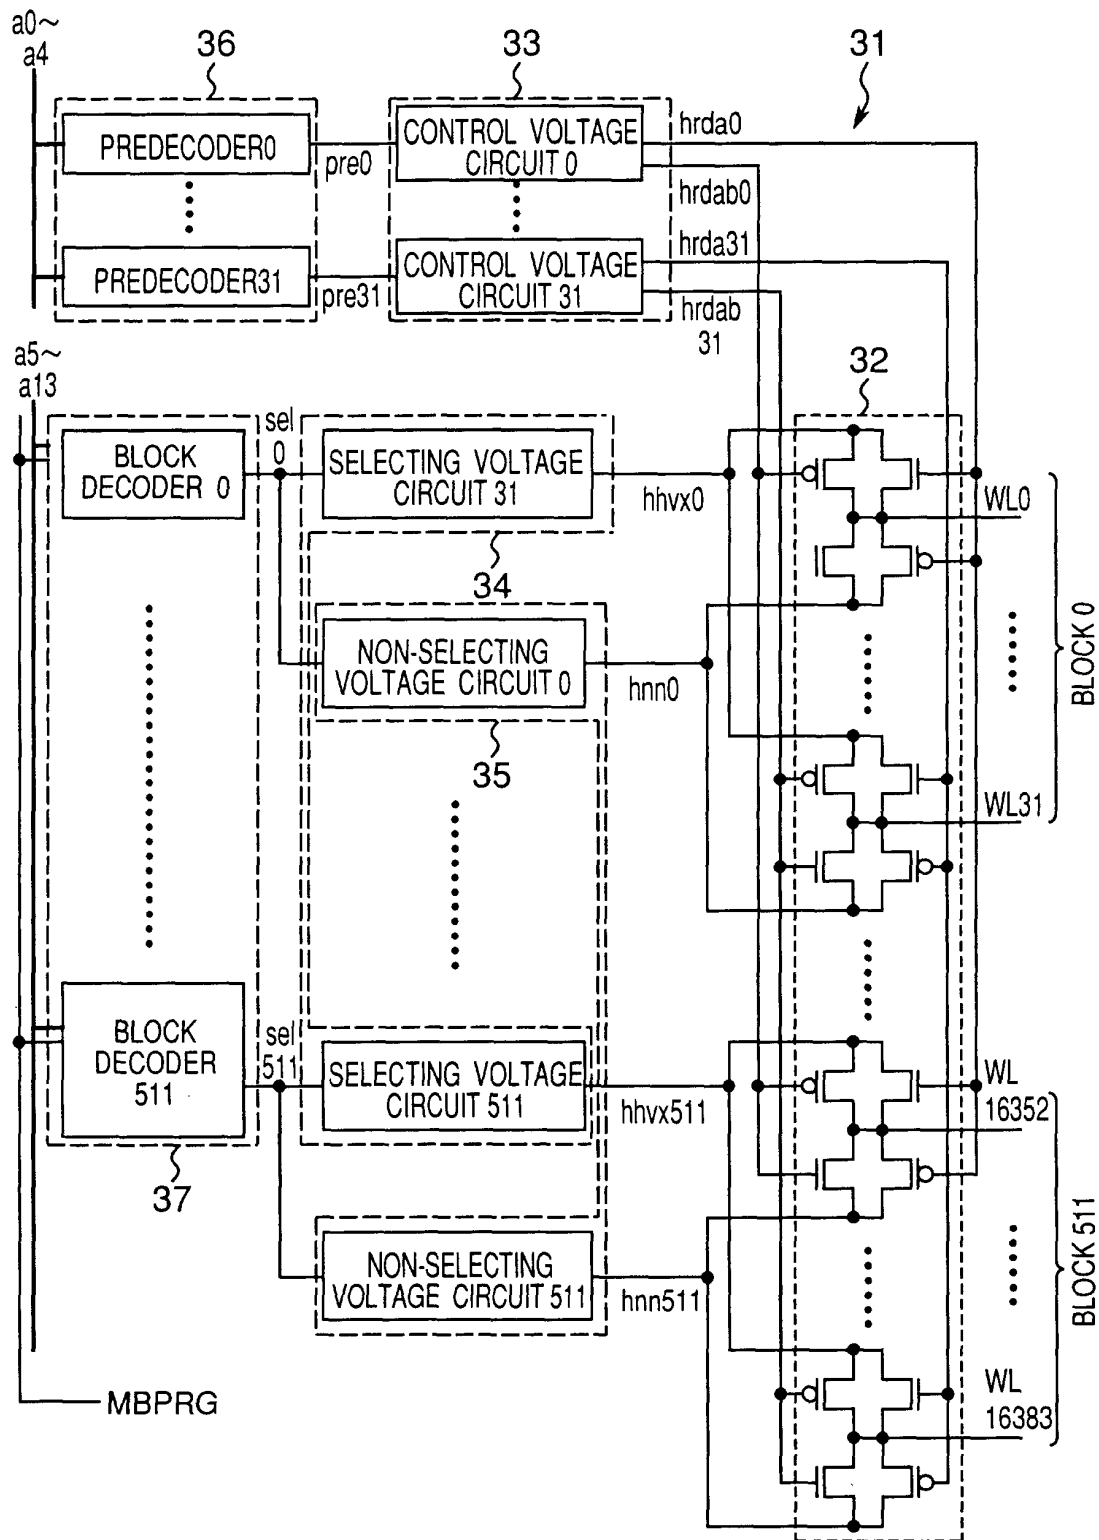 a0~
a4
36
33
31
PREDECODER0
pre0
CONTROL VOLTAGE
CIRCUIT 0
hrda0
hrdab0
PREDECODER31
pre31
CONTROL VOLTAGE
CIRCUIT 31
hrda31
hrdab
31
a5~
a13
32
BLOCK
DECODER 0
sel
0
SELECTING VOLTAGE
CIRCUIT 31
hhvx0
WL0
34
NON-SELECTING
VOLTAGE CIRCUIT 0
hnn0
BLOCK 0
35
WL31
BLOCK
DECODER
511
sel
511
SELECTING VOLTAGE
CIRCUIT 511
hhvx511
WL
16352
37
NON-SELECTING
VOLTAGE CIRCUIT 511
hnn511
BLOCK 511
WL
16383
MBPRG